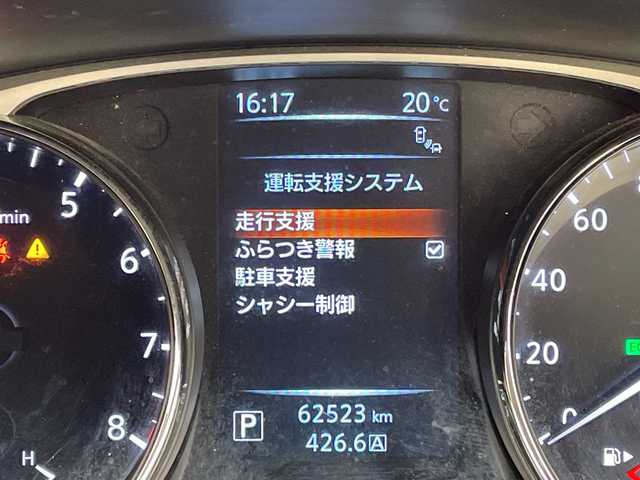 16:17 20℃
運転支援システム
走行支援
ふらつき警報
駐車支援
シャシー制御
P
62523 km
426.6 A
min
5
6
7
8
H
60
40
20
0